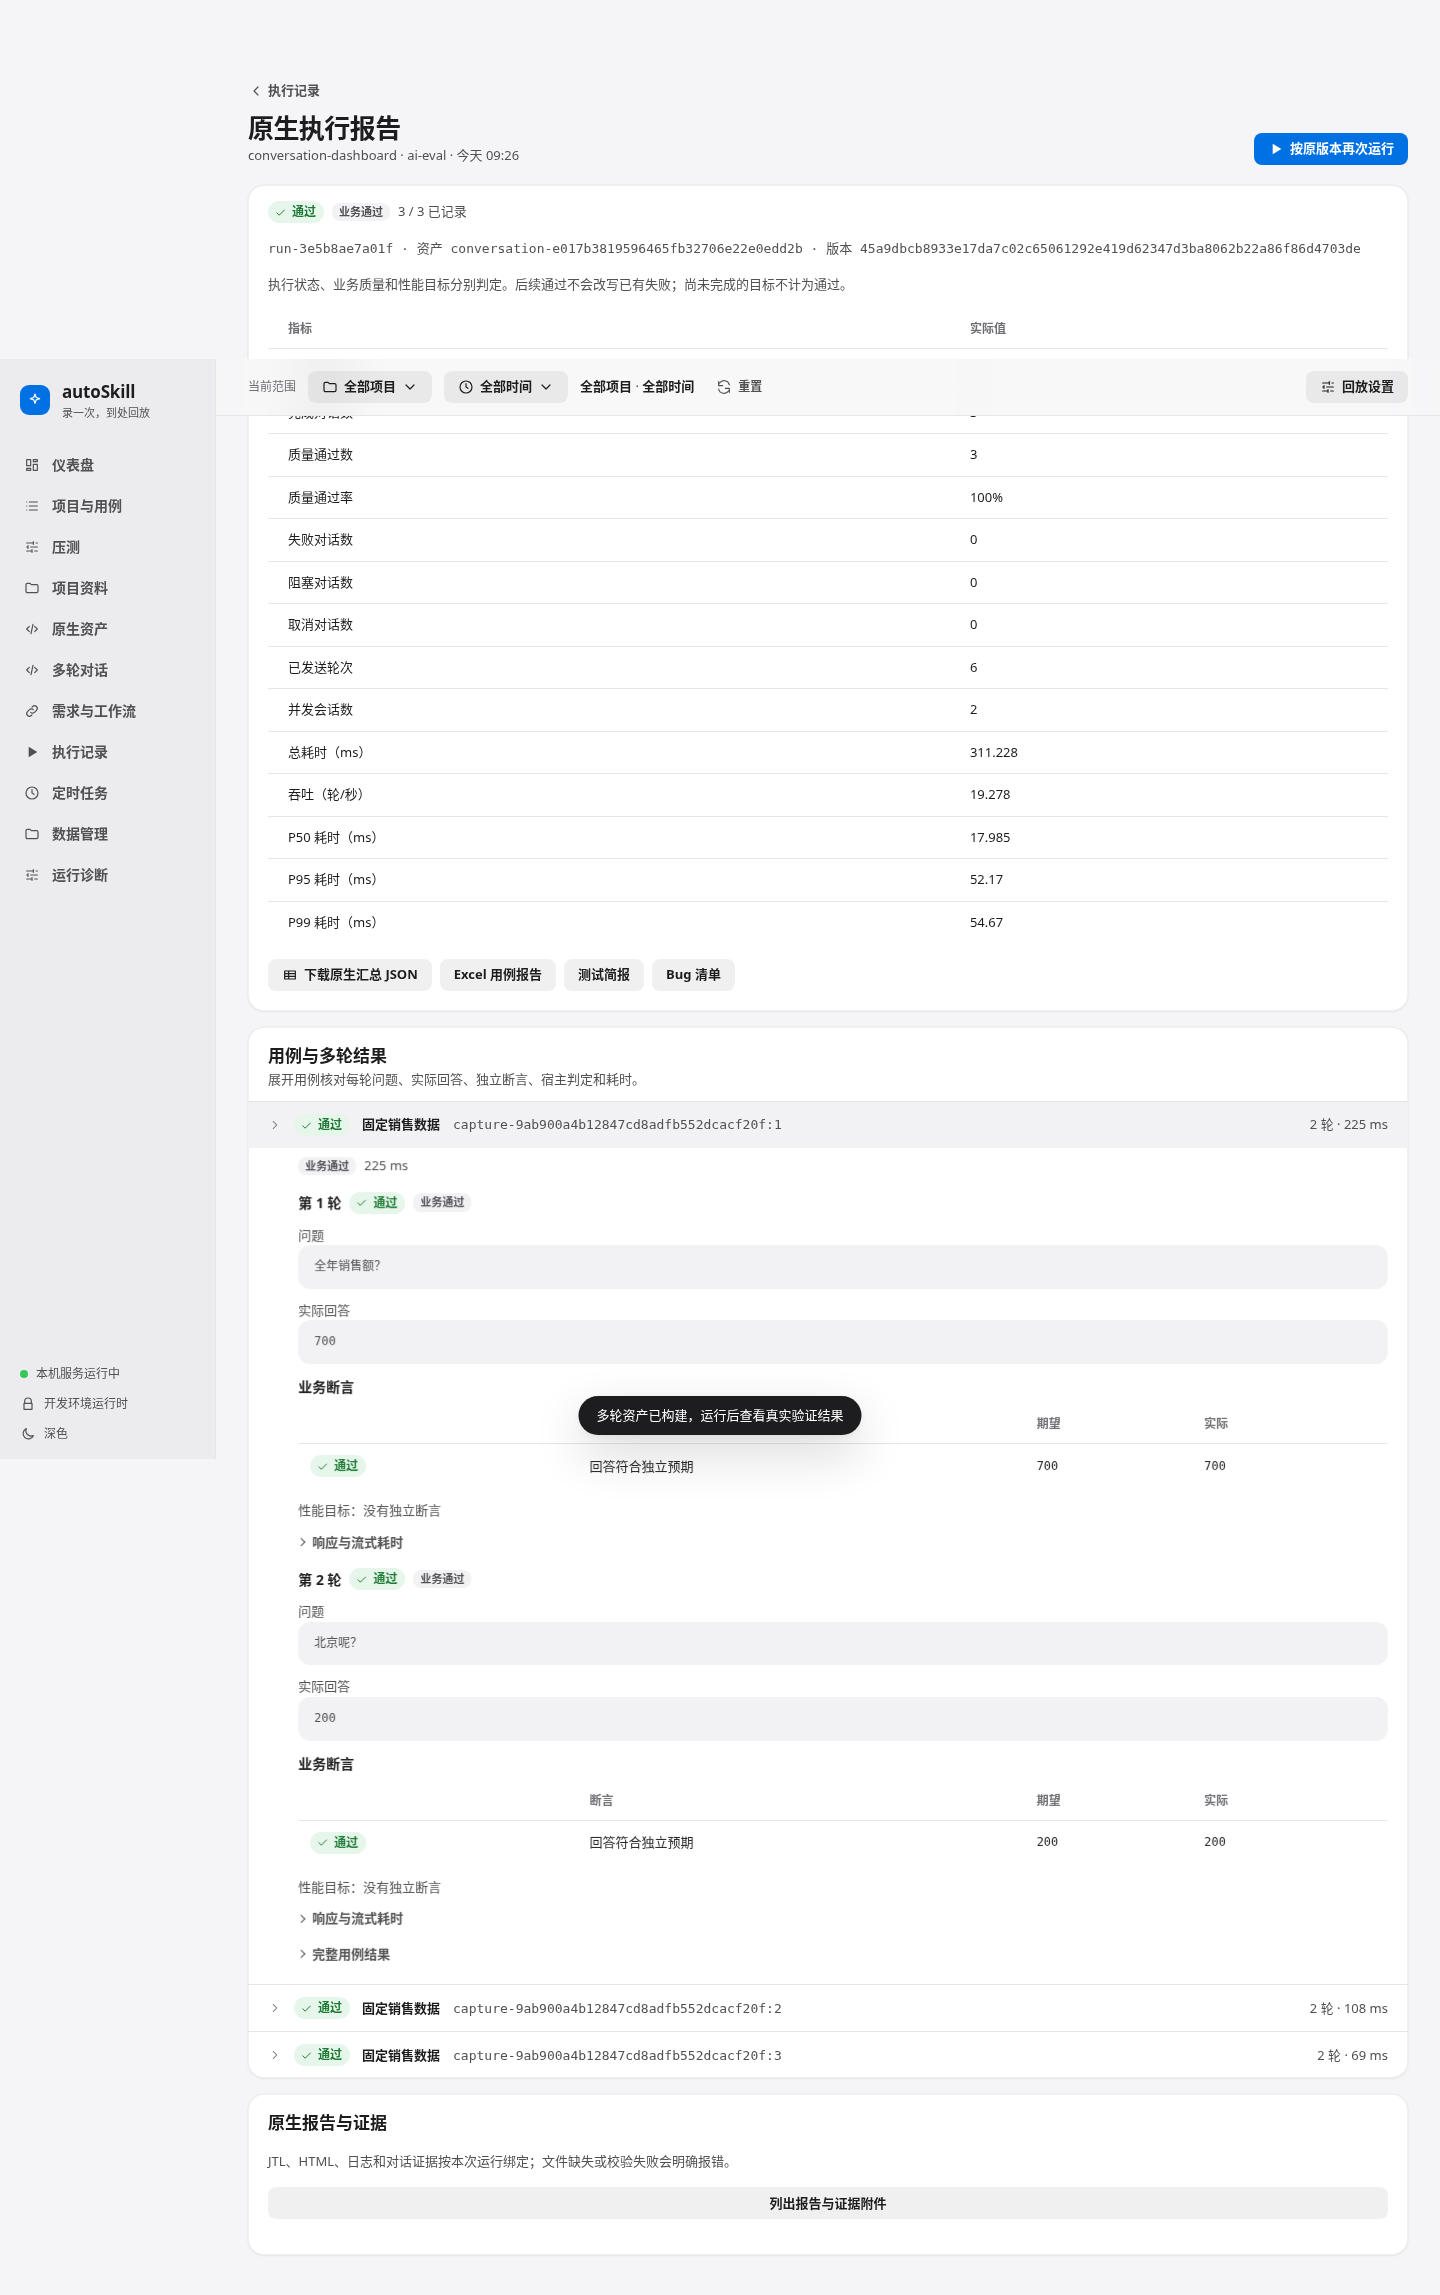 执行记录
原生执行报告
conversation-dashboard · ai-eval · 今天 09:26
按原版本再次运行
通过 业务通过 3 / 3 已记录
run-3e5b8ae7a01f · 资产 conversation-e017b3819596465fb32706e22e0edd2b · 版本 45a9dbcb8933e17da7c02c65061292e419d62347d3ba8062b22a86f86d4703de
执行状态、业务质量和性能目标分别判定。后续通过不会改写已有失败；尚未完成的目标不计为通过。
指标 实际值
autoSkill
录一次，到处回放
仪表盘
项目与用例
压测
项目资料
原生资产
多轮对话
需求与工作流
执行记录
定时任务
数据管理
运行诊断
本机服务运行中
开发环境运行时
深色
当前范围 全部项目 全部时间 全部项目 · 全部时间 重置 回放设置
质量通过数 3
质量通过率 100%
失败对话数 0
阻塞对话数 0
取消对话数 0
已发送轮次 6
并发会话数 2
总耗时（ms） 311.228
吞吐（轮/秒） 19.278
P50 耗时（ms） 17.985
P95 耗时（ms） 52.17
P99 耗时（ms） 54.67
下载原生汇总 JSON Excel 用例报告 测试简报 Bug 清单
用例与多轮结果
展开用例核对每轮问题、实际回答、独立断言、宿主判定和耗时。
通过 固定销售数据 capture-9ab900a4b12847cd8adfb552dcacf20f:1 2 轮 · 225 ms
业务通过 225 ms
第 1 轮 通过 业务通过
问题
全年销售额？
实际回答
700
业务断言
多轮资产已构建，运行后查看真实验证结果
期望 实际
通过 回答符合独立预期 700 700
性能目标：没有独立断言
响应与流式耗时
第 2 轮 通过 业务通过
问题
北京呢？
实际回答
200
业务断言
断言 期望 实际
通过 回答符合独立预期 200 200
性能目标：没有独立断言
响应与流式耗时
完整用例结果
通过 固定销售数据 capture-9ab900a4b12847cd8adfb552dcacf20f:2 2 轮 · 108 ms
通过 固定销售数据 capture-9ab900a4b12847cd8adfb552dcacf20f:3 2 轮 · 69 ms
原生报告与证据
JTL、HTML、日志和对话证据按本次运行绑定；文件缺失或校验失败会明确报错。
列出报告与证据附件